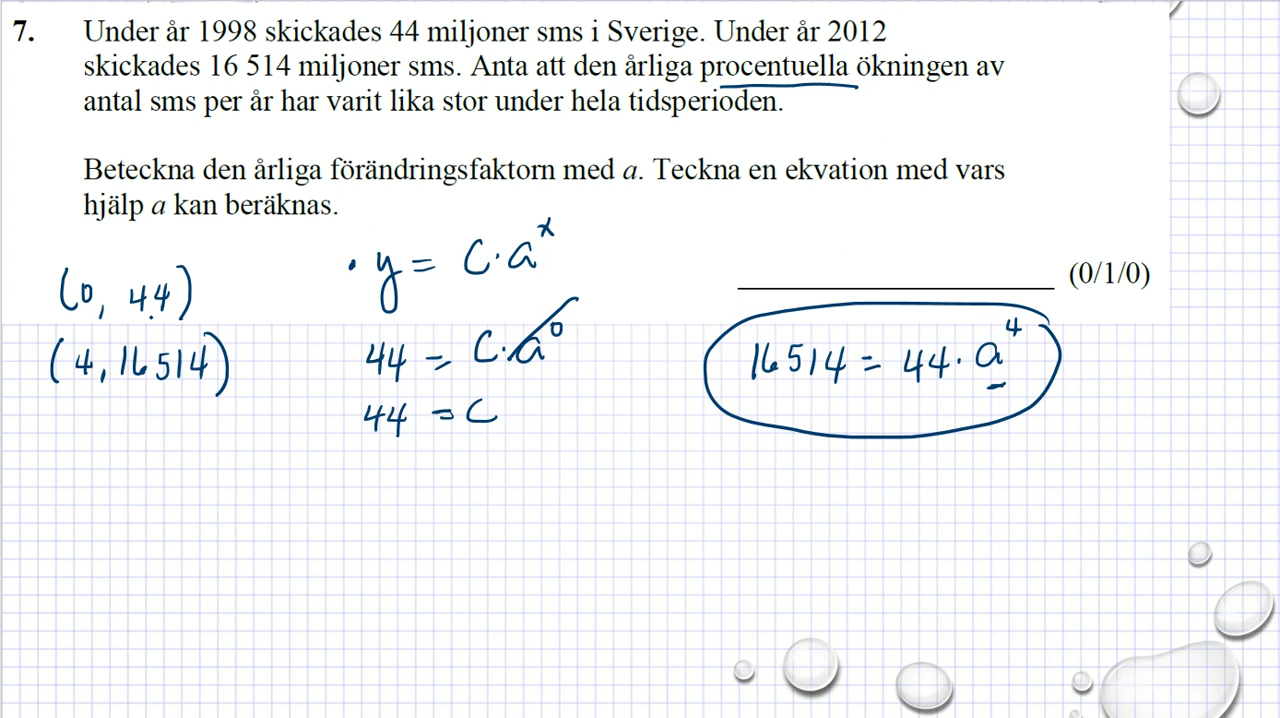 7. Under år 1998 skickades 44 miljoner sms i Sverige. Under år 2012
skickades 16 514 miljoner sms. Anta att den årliga procentuella ökningen av
antal sms per år har varit lika stor under hela tidsperioden.
Beteckna den årliga förändringsfaktorn med a. Teckna en ekvation med vars
hjälp a kan beräknas.
(0/1/0)
(0, 44)
(4, 16514)
• y = C·a^x
44 = C·a^0
44 = C
16514 = 44·a^4